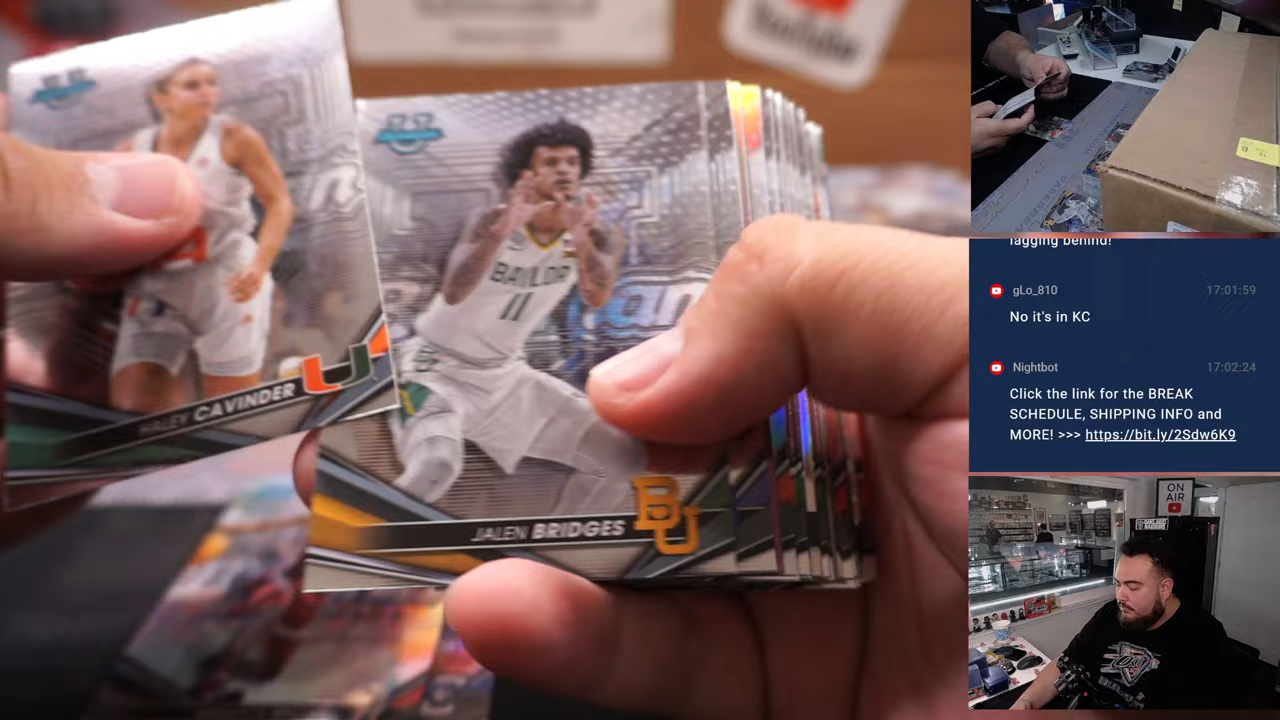 HALEY CAVINDER
BAYLOR
11
JALEN BRIDGES
BU
lagging behind!
gLo_810 17:01:59
No it's in KC
Nightbot 17:02:24
Click the link for the BREAK
SCHEDULE, SHIPPING INFO and
MORE! >>> https://bit.ly/2Sdw6K9
ON
AIR
YouTube